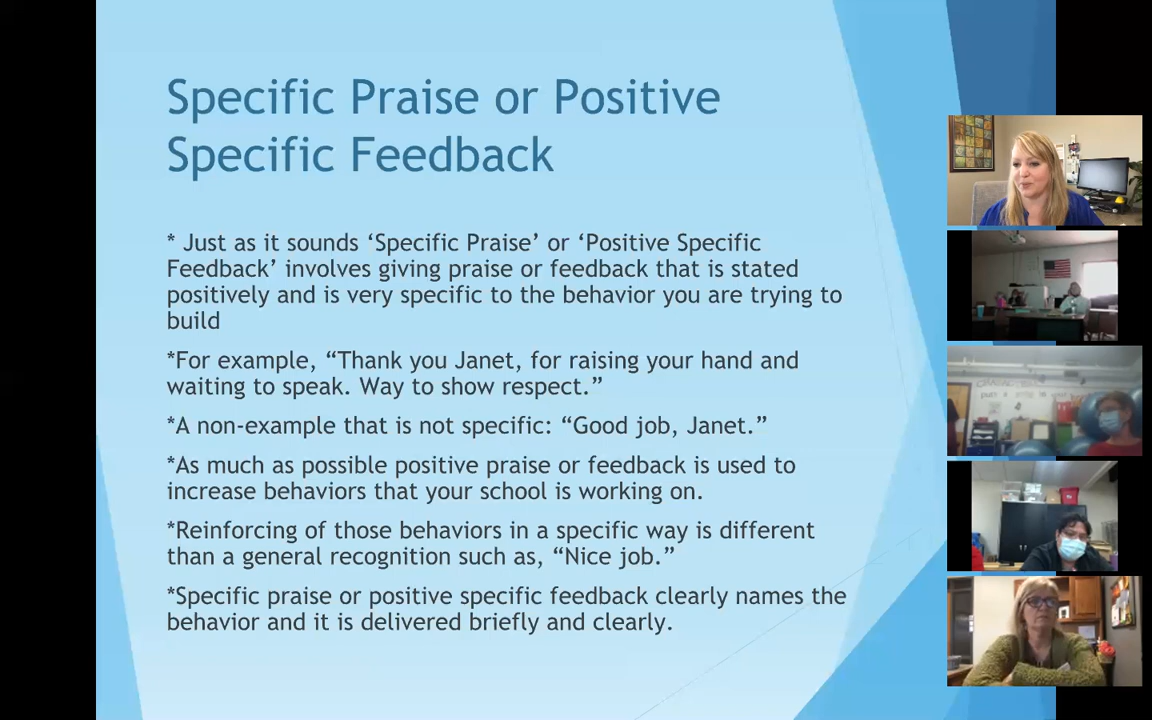 Specific Praise or Positive
Specific Feedback
* Just as it sounds ‘Specific Praise’ or ‘Positive Specific
Feedback’ involves giving praise or feedback that is stated
positively and is very specific to the behavior you are trying to
build
*For example, “Thank you Janet, for raising your hand and
waiting to speak. Way to show respect.”
*A non-example that is not specific: “Good job, Janet.”
*As much as possible positive praise or feedback is used to
increase behaviors that your school is working on.
*Reinforcing of those behaviors in a specific way is different
than a general recognition such as, “Nice job.”
*Specific praise or positive specific feedback clearly names the
behavior and it is delivered briefly and clearly.